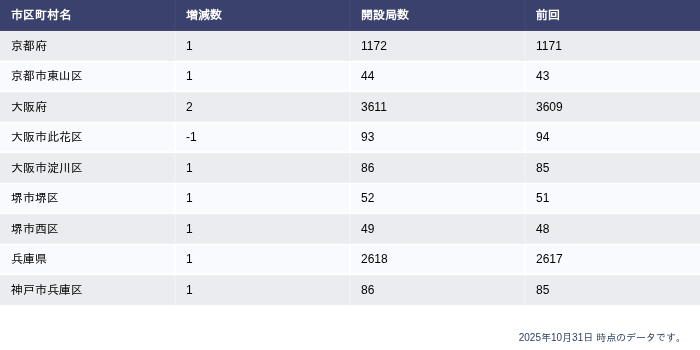 市区町村名 増減数 開設局数 前回
京都府 1 1172 1171
京都市東山区 1 44 43
大阪府 2 3611 3609
大阪市此花区 -1 93 94
大阪市淀川区 1 86 85
堺市堺区 1 52 51
堺市西区 1 49 48
兵庫県 1 2618 2617
神戸市兵庫区 1 86 85
2025年10月31日 時点のデータです。